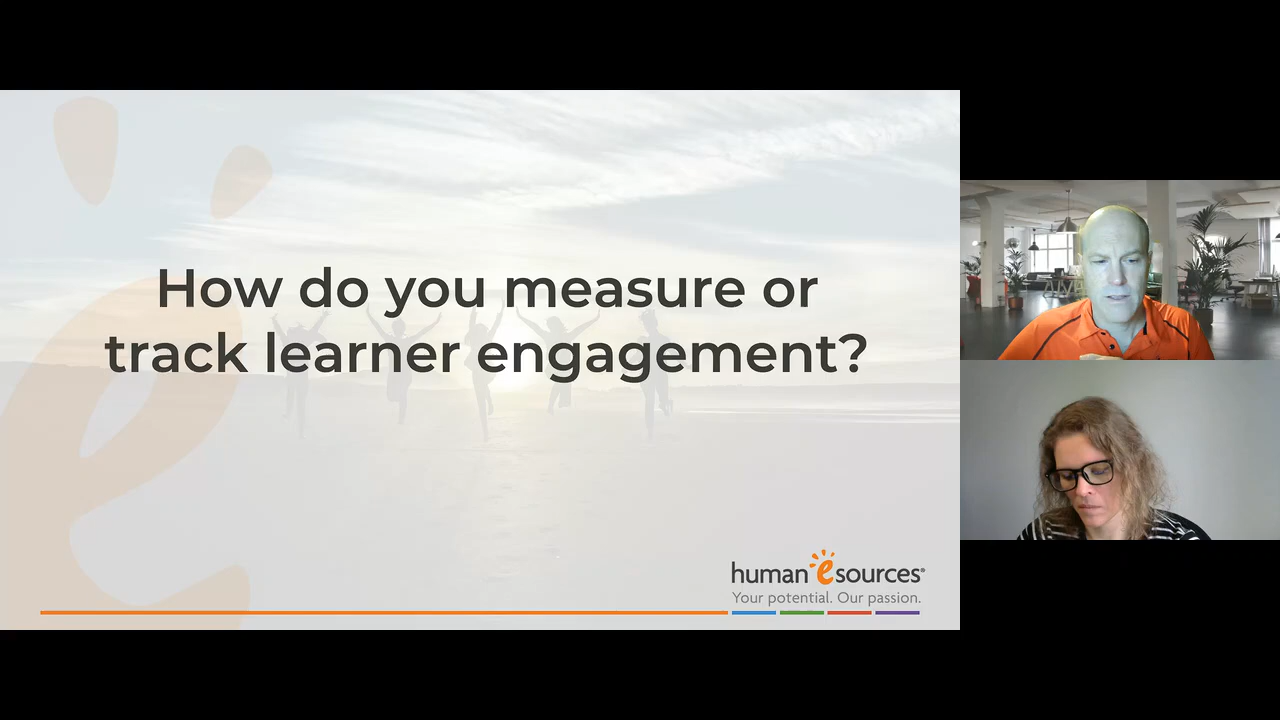 How do you measure or
track learner engagement?
human esources®
Your potential. Our passion.